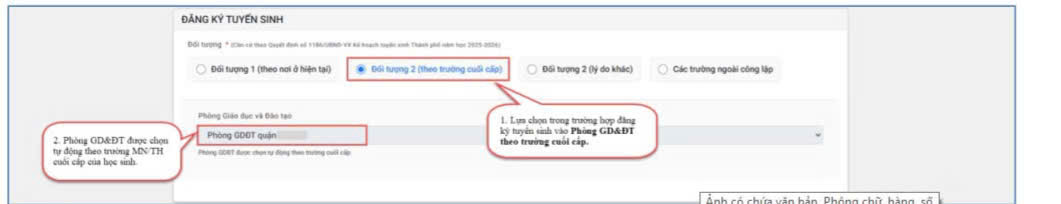 ĐĂNG KÝ TUYỂN SINH
Đối tượng * (Căn cứ theo Quyết định số 1186/UBND-VX Kế hoạch tuyển sinh Thành phố năm học 2025-2026)
Đối tượng 1 (theo nơi ở hiện tại)
Đối tượng 2 (theo trường cuối cấp)
Đối tượng 2 (lý do khác)
Các trường ngoài công lập
Phòng Giáo dục và Đào tạo
Phòng GDĐT quận
Phòng GDĐT được chọn tự động theo trường cuối cấp
1. Lựa chọn trong trường hợp đăng
ký tuyển sinh vào Phòng GD&ĐT
theo trường cuối cấp.
2. Phòng GD&ĐT được chọn
tự động theo trường MN/TH
cuối cấp của học sinh.
Ảnh có chứa văn bản, Phông chữ, hàng, số